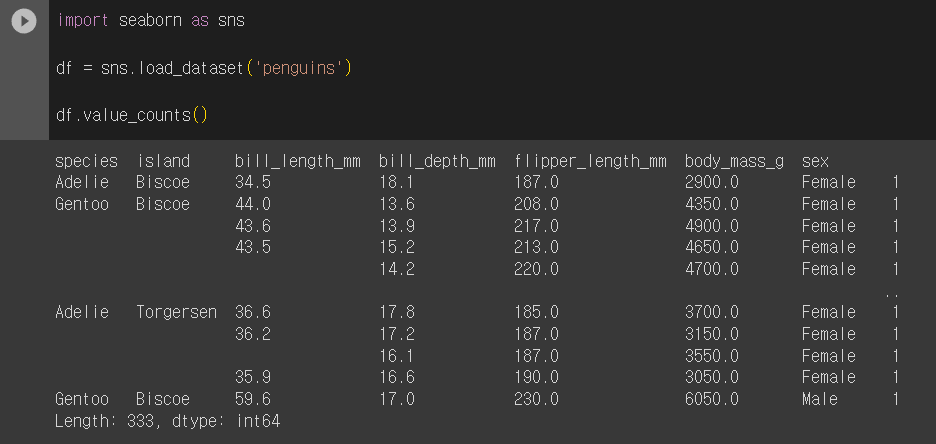 import seaborn as sns
df = sns.load_dataset('penguins')
df.value_counts()
species island bill_length_mm bill_depth_mm flipper_length_mm body_mass_g sex
Adelie Biscoe 34.5 18.1 187.0 2900.0 Female 1
Gentoo Biscoe 44.0 13.6 208.0 4350.0 Female 1
43.6 13.9 217.0 4900.0 Female 1
43.5 15.2 213.0 4650.0 Female 1
14.2 220.0 4700.0 Female 1
..
Adelie Torgersen 36.6 17.8 185.0 3700.0 Female 1
36.2 17.2 187.0 3150.0 Female 1
16.1 187.0 3550.0 Female 1
35.9 16.6 190.0 3050.0 Female 1
Gentoo Biscoe 59.6 17.0 230.0 6050.0 Male 1
Length: 333, dtype: int64